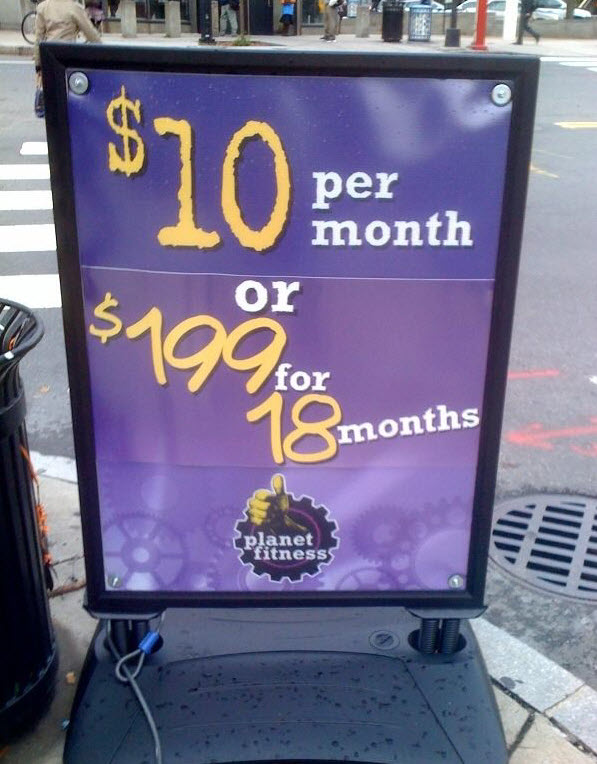 $10 per
month
or
$199 for
18 months
planet
fitness